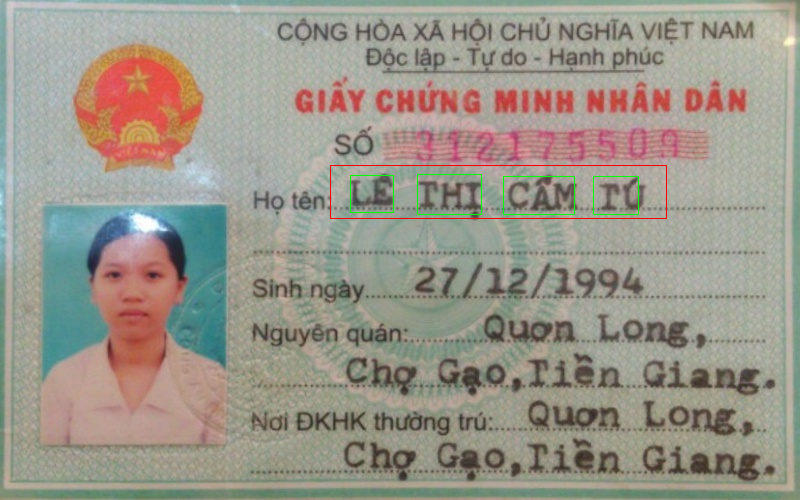 CỘNG HÒA XÃ HỘI CHỦ NGHĨA VIỆT NAM
Độc lập - Tự do - Hạnh phúc
GIẤY CHỨNG MINH NHÂN DÂN
SỐ 312175509
Họ tên: LÊ THỊ CẨM TÚ
Sinh ngày 27/12/1994
Nguyên quán: Quơn Long,
Chợ Gạo, Tiền Giang.
Nơi ĐKHK thường trú: Quơn Long,
Chợ Gạo, Tiền Giang.
VIỆT NAM